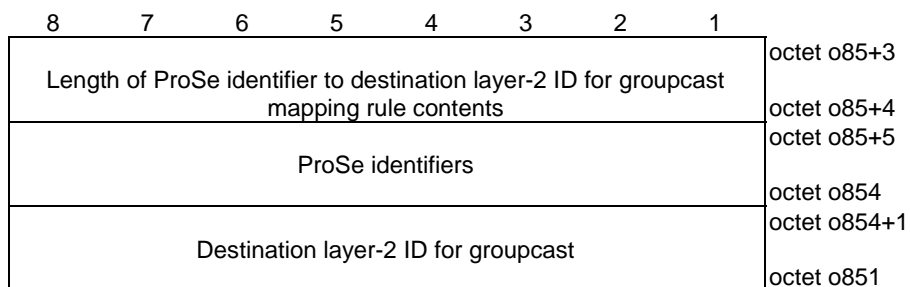 8 7 6 5 4 3 2 1
octet o85+3
Length of ProSe identifier to destination layer-2 ID for groupcast
mapping rule contents
octet o85+4
octet o85+5
ProSe identifiers
octet o854
octet o854+1
Destination layer-2 ID for groupcast
octet o851